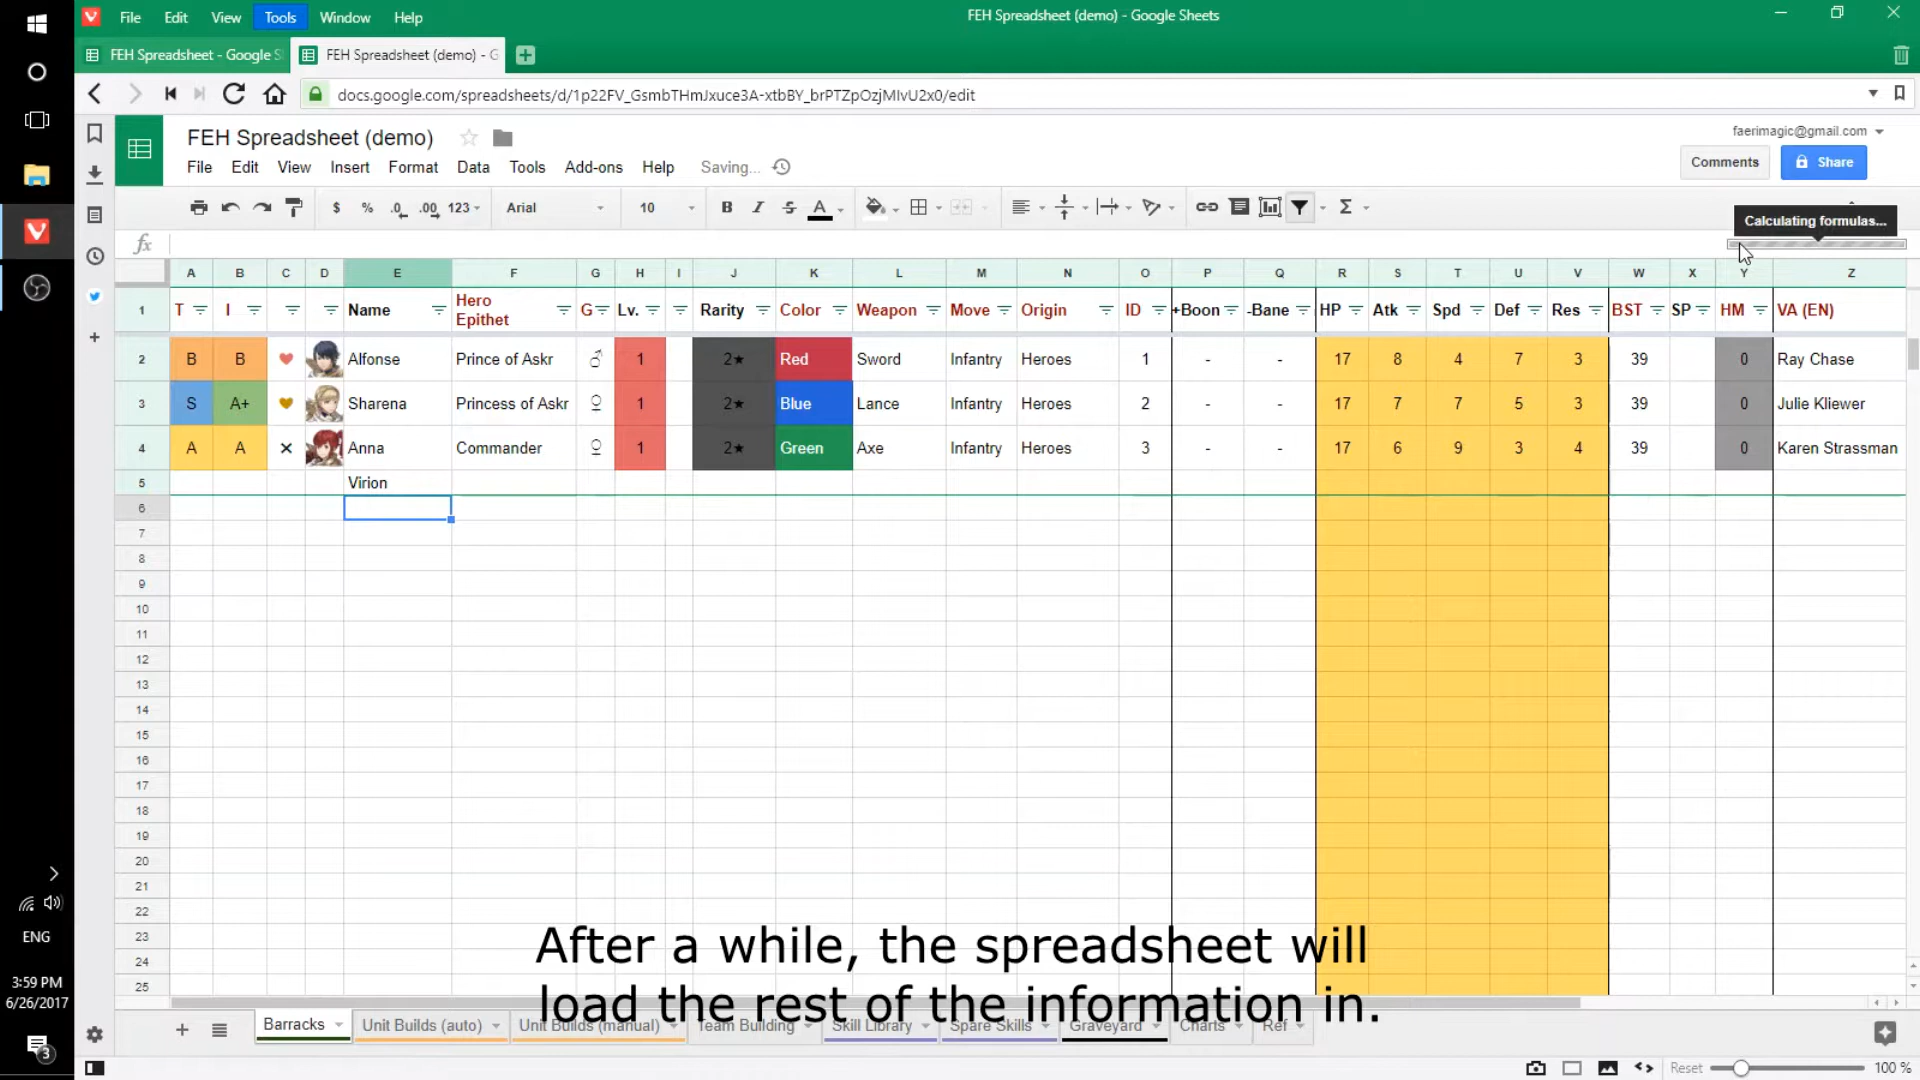 File Edit View Tools Window Help
FEH Spreadsheet (demo) - Google Sheets
FEH Spreadsheet - Google S
FEH Spreadsheet (demo) - G
docs.google.com/spreadsheets/d/1p22FV_GsmbTHmJxuce3A-xtbBY_brPTZpOzjMIvU2x0/edit
FEH Spreadsheet (demo)
faerimagic@gmail.com
File Edit View Insert Format Data Tools Add-ons Help Saving...
Comments Share
$ % .0 .00 123 Arial 10 B I S A Σ
Calculating formulas...
fx
A B C D E F G H I J K L M N O P Q R S T U V W X Y Z
1 T I Name Hero Epithet G Lv. Rarity Color Weapon Move Origin ID +Boon -Bane HP Atk Spd Def Res BST SP HM VA (EN)
2 B B ♥ Alfonse Prince of Askr ♂ 1 2★ Red Sword Infantry Heroes 1 - - 17 8 4 7 3 39 0 Ray Chase
3 S A+ ♥ Sharena Princess of Askr ♀ 1 2★ Blue Lance Infantry Heroes 2 - - 17 7 7 5 3 39 0 Julie Kliewer
4 A A ✕ Anna Commander ♀ 1 2★ Green Axe Infantry Heroes 3 - - 17 6 9 3 4 39 0 Karen Strassman
5 Virion
6
7
8
9
10
11
12
13
14
15
16
17
18
19
20
21
22
23
24
25
After a while, the spreadsheet will
load the rest of the information in.
Barracks Unit Builds (auto) Unit Builds (manual) Team Building Skill Library Spare Skills Graveyard Charts Ref
ENG
3:59 PM
6/26/2017
3
Reset 100 %